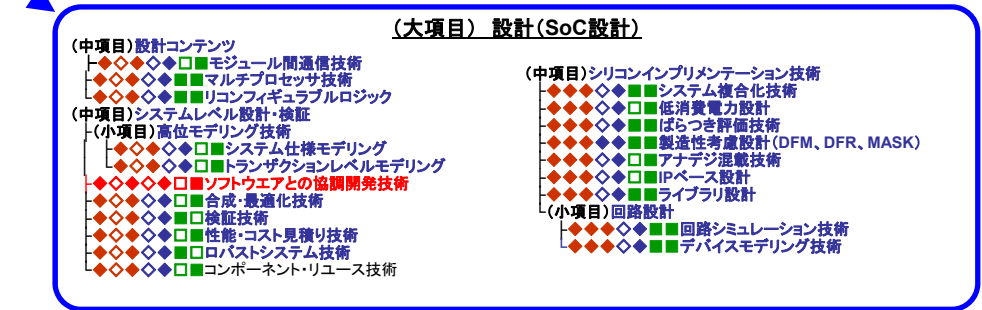 (大項目) 設計(SoC設計)
(中項目)設計コンテンツ
◆◇◆◇◆□■モジュール間通信技術
◆◇◆◇◆■■マルチプロセッサ技術
◆◇◆◇◆■■リコンフィギュラブルロジック
(中項目)システムレベル設計・検証
(小項目)高位モデリング技術
◆◇◆◇◆□■システム仕様モデリング
◆◇◆◇◆□■トランザクションレベルモデリング
◆◇◆◇◆□■ソフトウエアとの協調開発技術
◆◇◆◇◆□■合成・最適化技術
◆◇◆◇◆■□検証技術
◆◇◆◇◆□■性能・コスト見積り技術
◆◇◆◇◆■□ロバストシステム技術
◆◇◆◇◆□■コンポーネント・リユース技術
(中項目)シリコンインプリメンテーション技術
◆◆◆◇◆■■システム複合化技術
◆◆◆◇◆□■低消費電力設計
◆◆◆◇◆■■ばらつき評価技術
◆◆◆◆◆■■製造性考慮設計(DFM、DFR、MASK)
◆◆◆◇◆□■アナデジ混載技術
◆◆◆◇◆□■IPベース設計
◆◆◆◇◆■■ライブラリ設計
(小項目)回路設計
◆◆◆◇◆■■回路シミュレーション技術
◆◆◆◇◆■■デバイスモデリング技術